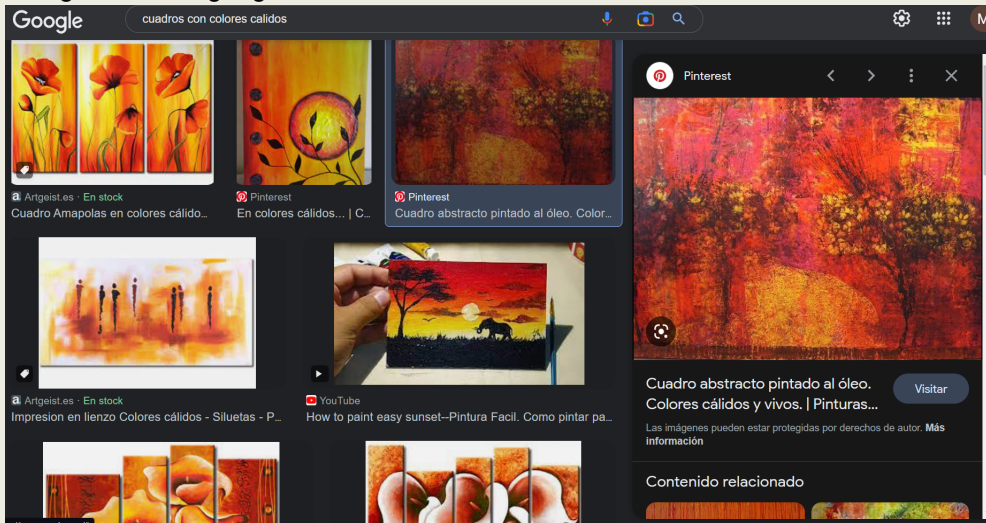 Google
cuadros con colores calidos
M
Artgeist.es · En stock
Cuadro Amapolas en colores cálido...
Pinterest
En colores cálidos... | C...
Pinterest
Cuadro abstracto pintado al óleo. Color...
Artgeist.es · En stock
Impresion en lienzo Colores cálidos - Siluetas - P...
YouTube
How to paint easy sunset--Pintura Facil. Como pintar pa...
Pinterest
Cuadro abstracto pintado al óleo.
Colores cálidos y vivos. | Pinturas...
Visitar
Las imágenes pueden estar protegidas por derechos de autor. Más
información
Contenido relacionado